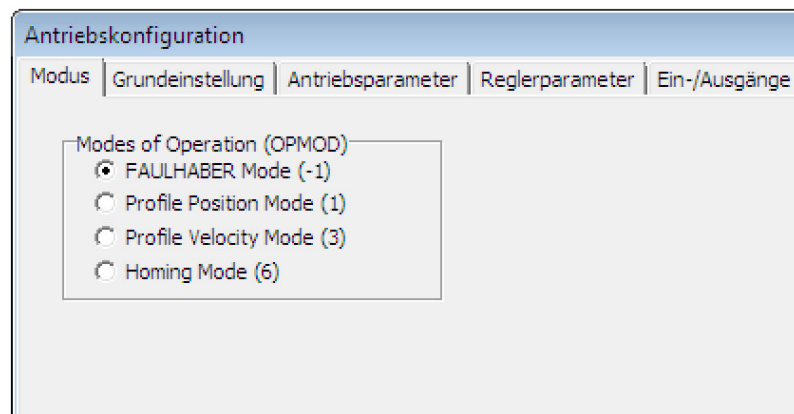 Antriebskonfiguration
Modus Grundeinstellung Antriebsparameter Reglerparameter Ein-/Ausgänge
Modes of Operation (OPMOD)
FAULHABER Mode (-1)
Profile Position Mode (1)
Profile Velocity Mode (3)
Homing Mode (6)